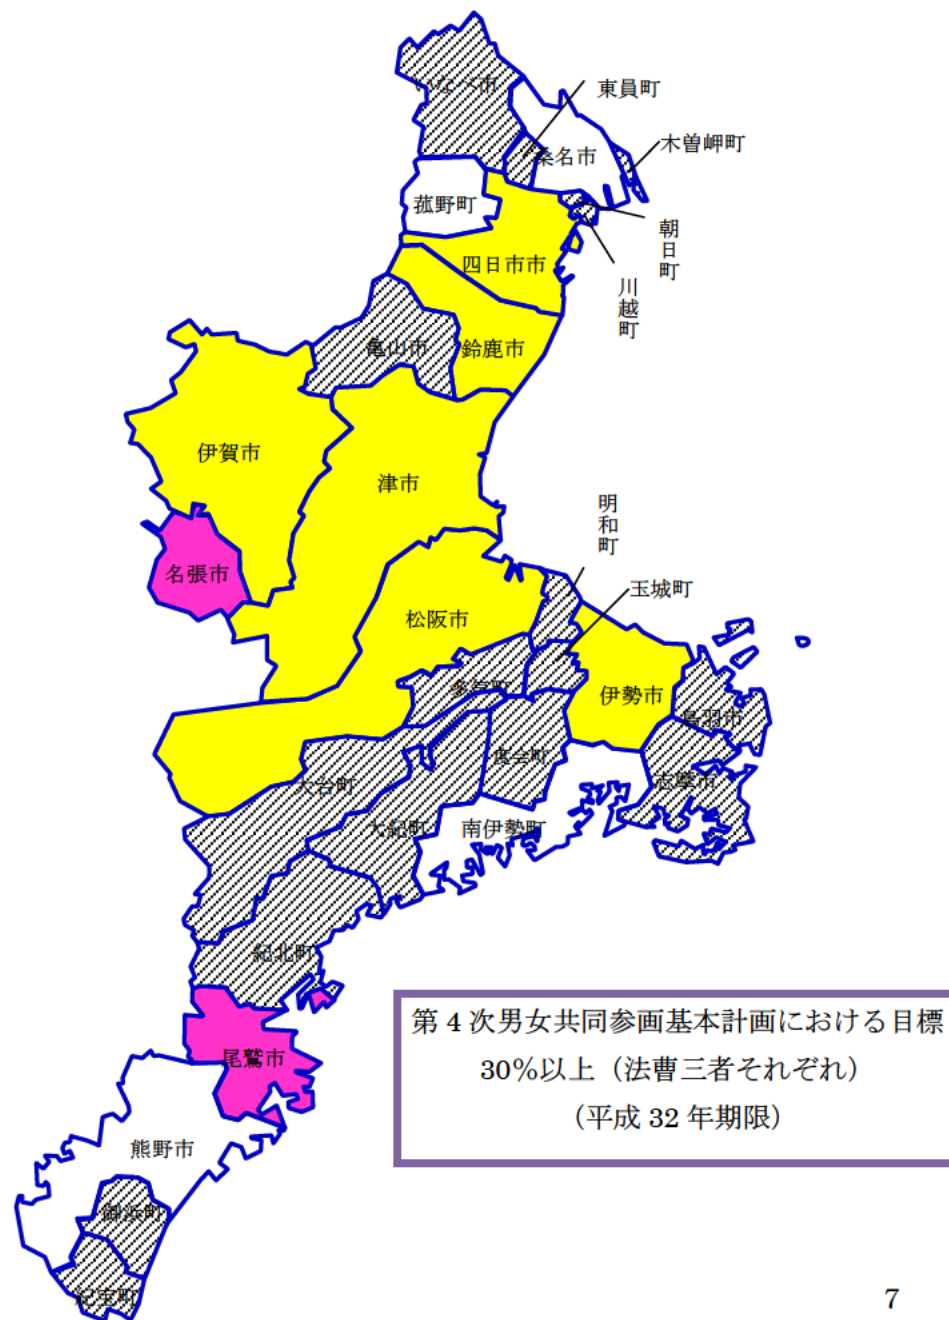 いなべ市
東員町
桑名市
木曽岬町
菰野町
朝日町
四日市市
川越町
亀山市
鈴鹿市
伊賀市
津市
明和町
名張市
玉城町
松阪市
多気町
伊勢市
鳥羽市
度会町
志摩市
大台町
大紀町
南伊勢町
紀北町
第4次男女共同参画基本計画における目標
30%以上(法曹三者それぞれ)
(平成 32 年期限)
尾鷲市
熊野市
御浜町
紀宝町
7